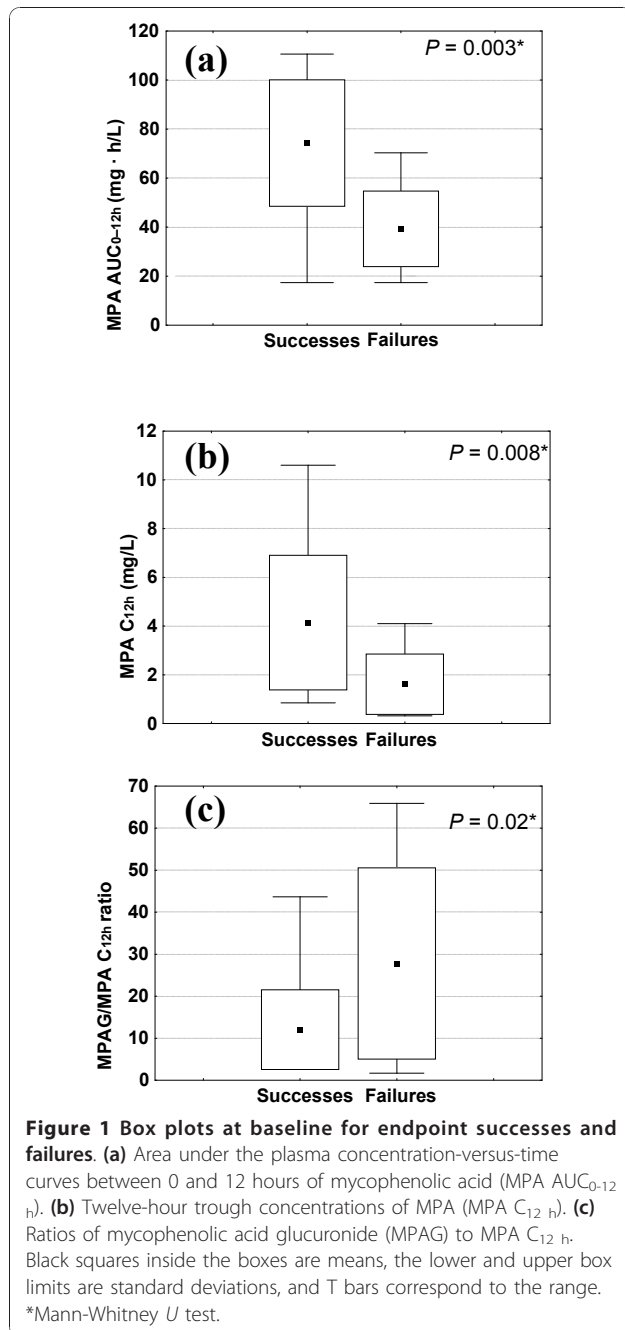 120
(a)
P = 0.003*
100
80
60
40
20
0
MPA AUC0–12h (mg · h/L)
Successes Failures
12
(b)
P = 0.008*
10
8
6
4
2
0
MPA C12h (mg/L)
Successes Failures
70
(c)
P = 0.02*
60
50
40
30
20
10
0
MPAG/MPA C12h ratio
Successes Failures
Figure 1 Box plots at baseline for endpoint successes and
failures. (a) Area under the plasma concentration-versus-time
curves between 0 and 12 hours of mycophenolic acid (MPA AUC0-12
h). (b) Twelve-hour trough concentrations of MPA (MPA C12 h). (c)
Ratios of mycophenolic acid glucuronide (MPAG) to MPA C12 h.
Black squares inside the boxes are means, the lower and upper box
limits are standard deviations, and T bars correspond to the range.
*Mann-Whitney U test.